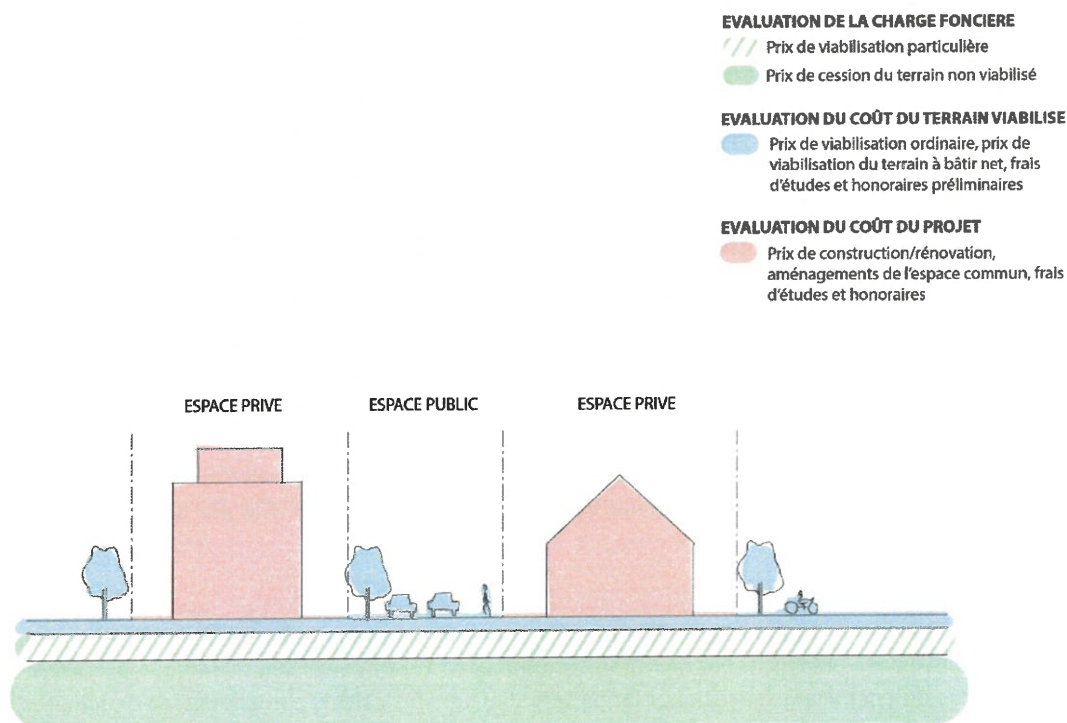 EVALUATION DE LA CHARGE FONCIERE
Prix de viabilisation particulière
Prix de cession du terrain non viabilisé
EVALUATION DU COÛT DU TERRAIN VIABILISE
Prix de viabilisation ordinaire, prix de
viabilisation du terrain à bâtir net, frais
d'études et honoraires préliminaires
EVALUATION DU COÛT DU PROJET
Prix de construction/rénovation,
aménagements de l'espace commun, frais
d'études et honoraires
ESPACE PRIVE
ESPACE PUBLIC
ESPACE PRIVE